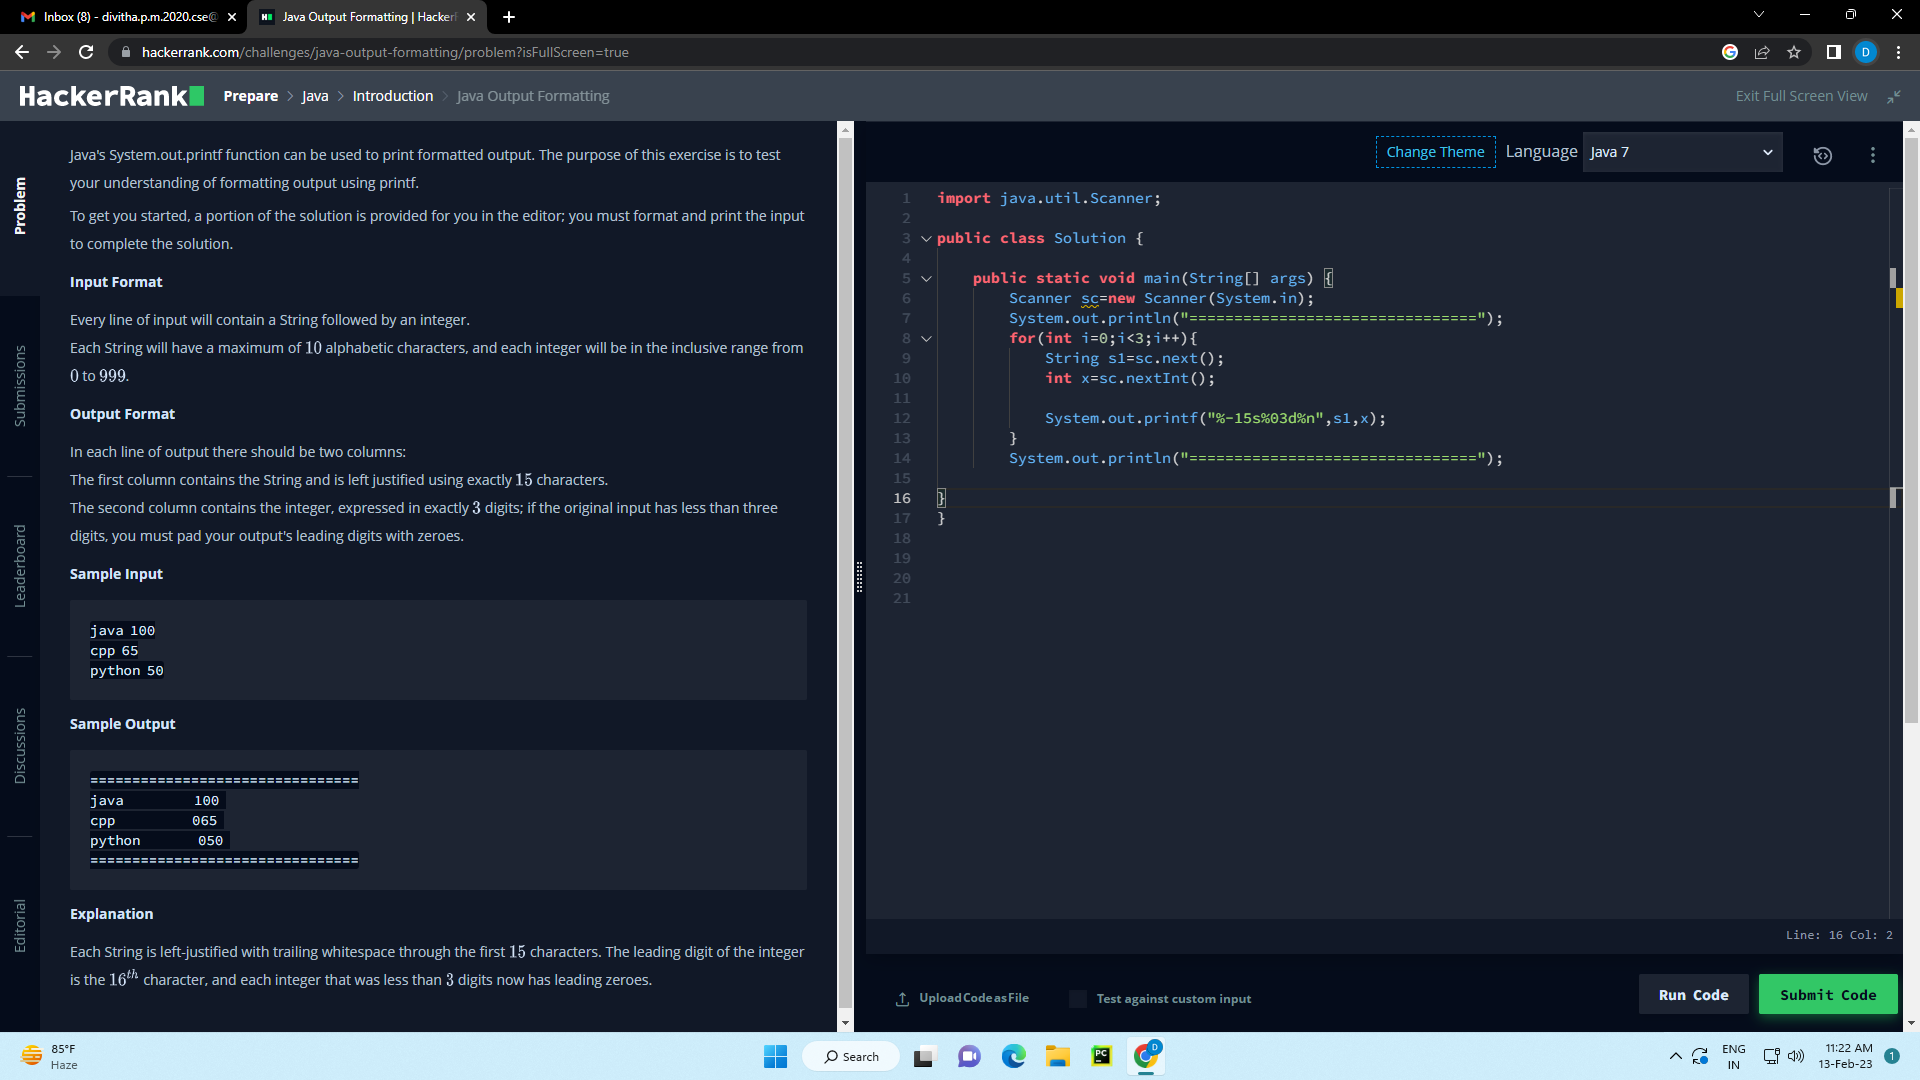 Inbox (8) - divitha.p.m.2020.cse@
Java Output Formatting | HackerR
hackerrank.com/challenges/java-output-formatting/problem?isFullScreen=true
D
HackerRank
Prepare > Java > Introduction > Java Output Formatting
Exit Full Screen View
Problem
Submissions
Leaderboard
Discussions
Editorial
Java's System.out.printf function can be used to print formatted output. The purpose of this exercise is to test
your understanding of formatting output using printf.
To get you started, a portion of the solution is provided for you in the editor; you must format and print the input
to complete the solution.
Input Format
Every line of input will contain a String followed by an integer.
Each String will have a maximum of 10 alphabetic characters, and each integer will be in the inclusive range from
0 to 999.
Output Format
In each line of output there should be two columns:
The first column contains the String and is left justified using exactly 15 characters.
The second column contains the integer, expressed in exactly 3 digits; if the original input has less than three
digits, you must pad your output's leading digits with zeroes.
Sample Input
java 100
cpp 65
python 50
Sample Output
================================
java           100
cpp            065
python         050
================================
Explanation
Each String is left-justified with trailing whitespace through the first 15 characters. The leading digit of the integer
is the 16th character, and each integer that was less than 3 digits now has leading zeroes.
Change Theme
Language Java 7
1 import java.util.Scanner;
2
3 public class Solution {
4
5     public static void main(String[] args) {
6         Scanner sc=new Scanner(System.in);
7         System.out.println("================================");
8         for(int i=0;i<3;i++){
9             String s1=sc.next();
10             int x=sc.nextInt();
11
12             System.out.printf("%-15s%03d%n",s1,x);
13         }
14         System.out.println("================================");
15
16 }
17 }
18
19
20
21
Line: 16 Col: 2
Upload Code as File
Test against custom input
Run Code
Submit Code
85°F
Haze
Search
PC
D
ENG
IN
11:22 AM
13-Feb-23
1